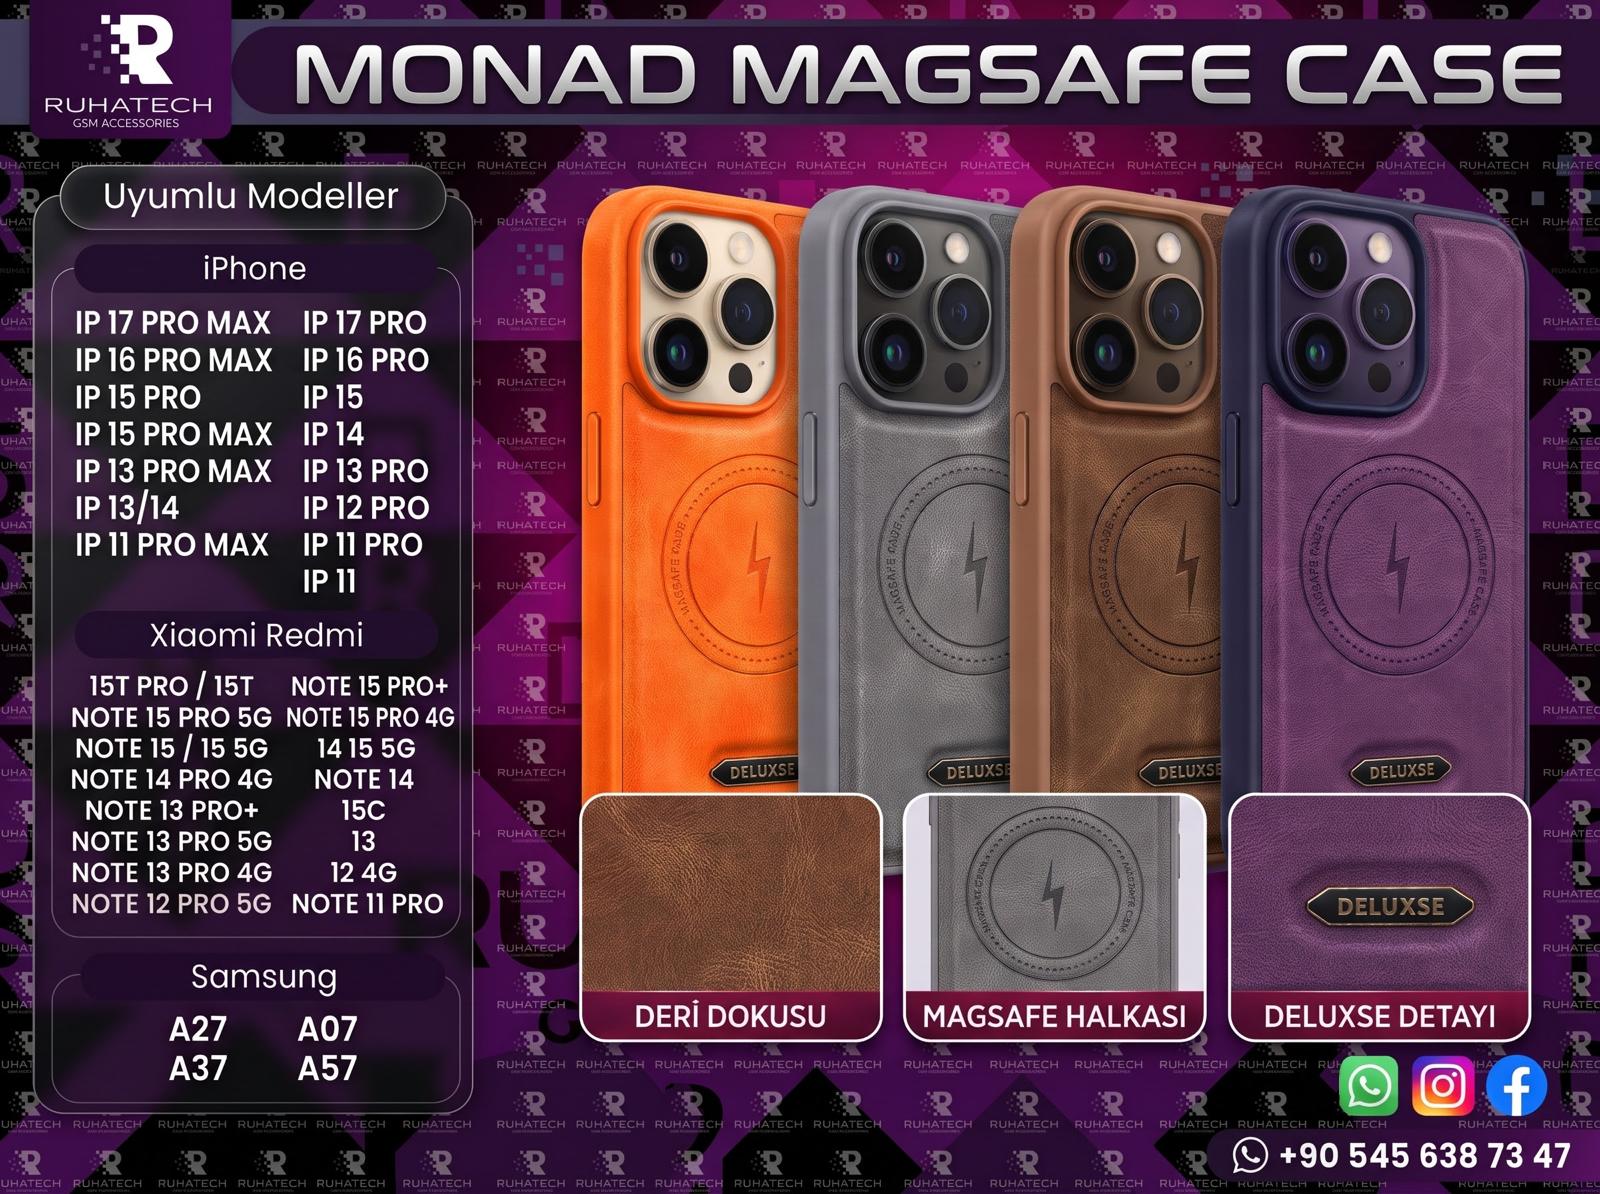 RUHATECH
GSM ACCESSORIES
MONAD MAGSAFE CASE
Uyumlu Modeller
iPhone
IP 17 PRO MAX IP 17 PRO
IP 16 PRO MAX IP 16 PRO
IP 15 PRO IP 15
IP 15 PRO MAX IP 14
IP 13 PRO MAX IP 13 PRO
IP 13/14 IP 12 PRO
IP 11 PRO MAX IP 11 PRO
IP 11
Xiaomi Redmi
15T PRO / 15T NOTE 15 PRO+
NOTE 15 PRO 5G NOTE 15 PRO 4G
NOTE 15 / 15 5G 14 15 5G
NOTE 14 PRO 4G NOTE 14
NOTE 13 PRO+ 15C
NOTE 13 PRO 5G 13
NOTE 13 PRO 4G 12 4G
NOTE 12 PRO 5G NOTE 11 PRO
Samsung
A27 A07
A37 A57
MAGSAFE CASE
DELUXSE DELUXSE DELUXSE DELUXSE
DELUXSE
DERİ DOKUSU
MAGSAFE HALKASI
DELUXSE DETAYI
+90 545 638 73 47